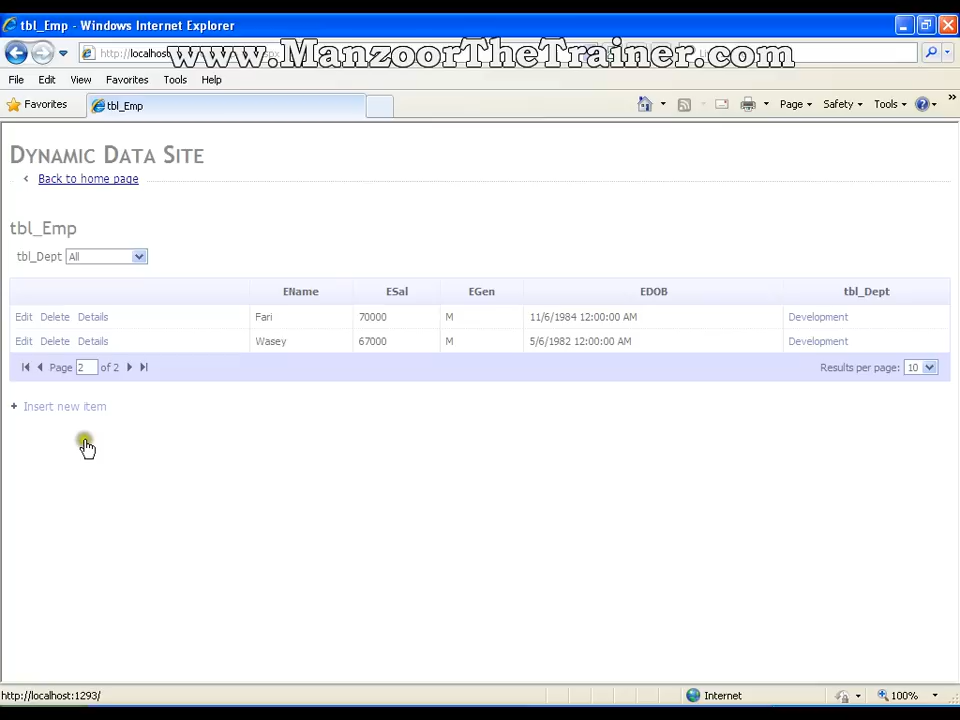 tbl_Emp - Windows Internet Explorer
http://localhost:
www.ManzoorTheTrainer.com
File Edit View Favorites Tools Help
Favorites tbl_Emp Page Safety Tools »
DYNAMIC DATA SITE
Back to home page
tbl_Emp
tbl_Dept All
EName ESal EGen EDOB tbl_Dept
Edit Delete Details Fari 70000 M 11/6/1984 12:00:00 AM Development
Edit Delete Details Wasey 67000 M 5/6/1982 12:00:00 AM Development
Page 2 of 2 Results per page: 10
+ Insert new item
http://localhost:1293/ Internet 100%